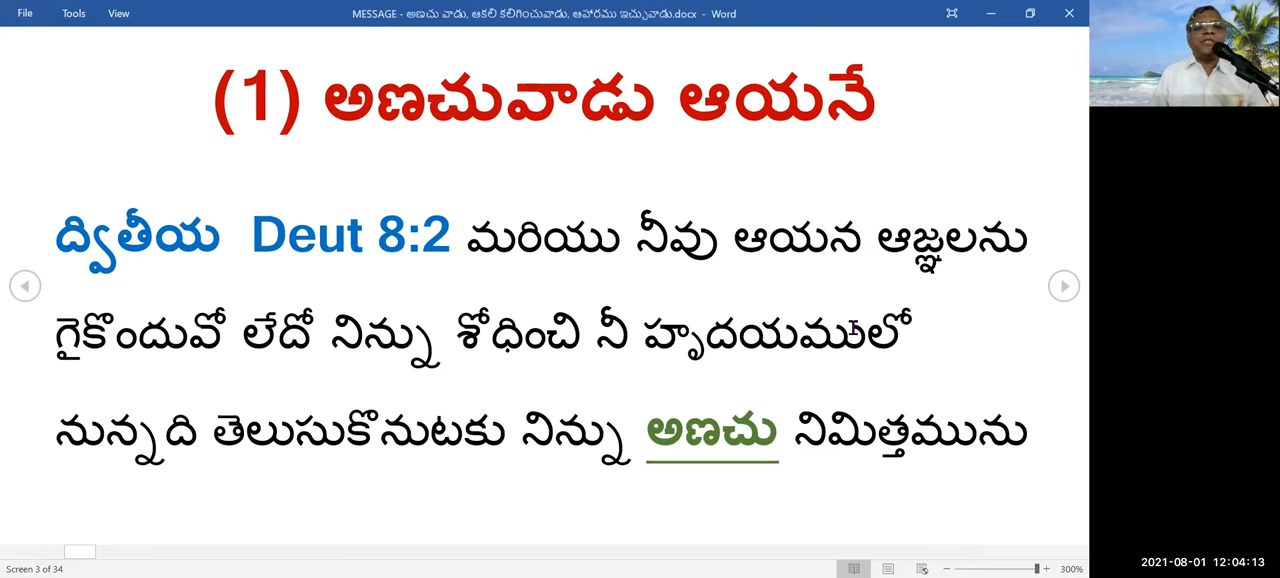 File Tools View MESSAGE - అణచు వాడు, ఆకలి కలిగించువాడు, ఆహారము ఇచ్చువాడు.docx - Word
(1) అణచువాడు ఆయనే
ద్వితీయ Deut 8:2 మరియు నీవు ఆయన ఆజ్ఞలను
గైకొందువో లేదో నిన్ను శోధించి నీ హృదయములో
నున్నది తెలుసుకొనుటకు నిన్ను అణచు నిమిత్తమును
2021-08-01 12:04:13
Screen 3 of 34 300%